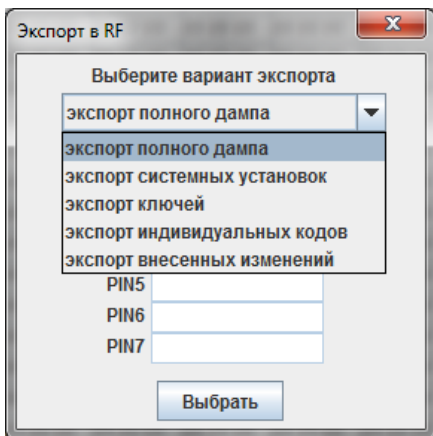 Экспорт в RF
Выберите вариант экспорта
экспорт полного дампа
экспорт полного дампа
экспорт системных установок
экспорт ключей
экспорт индивидуальных кодов
экспорт внесенных изменений
PIN5
PIN6
PIN7
Выбрать